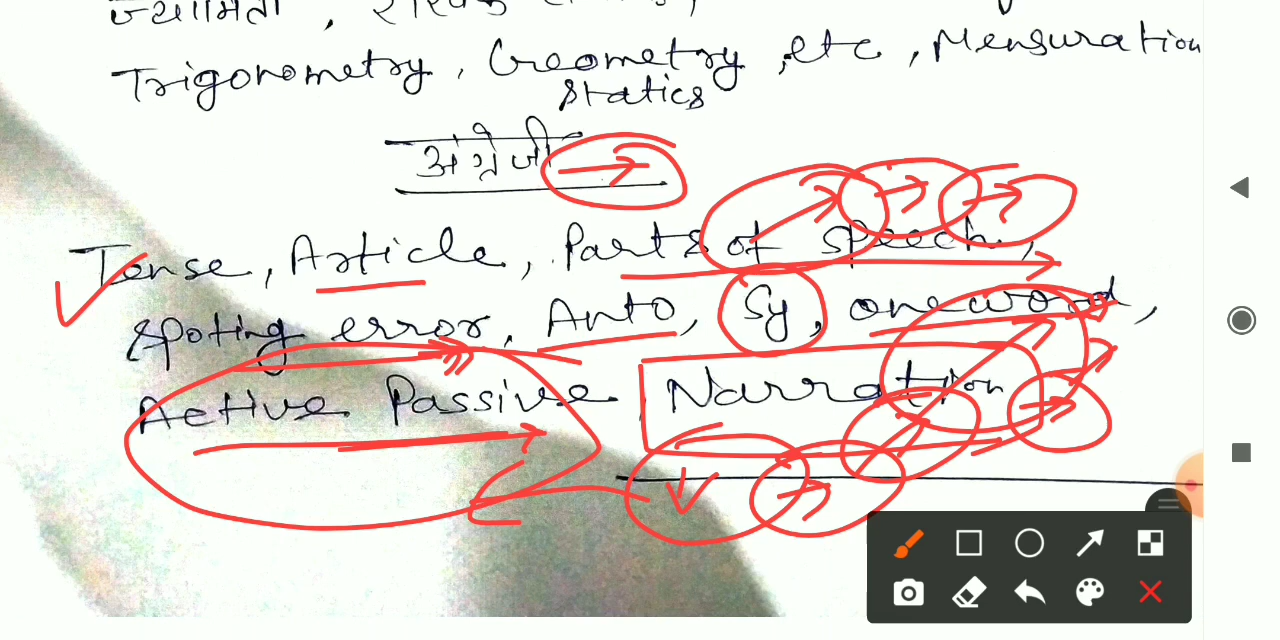 ज्यामिती,
Trigonometry, Geometry, etc, Mensuration
Statics
अंग्रेजी
Tense, Article, Parts of speech,
Spoting error, Anto, Sy, one word,
Active Passive, Narration